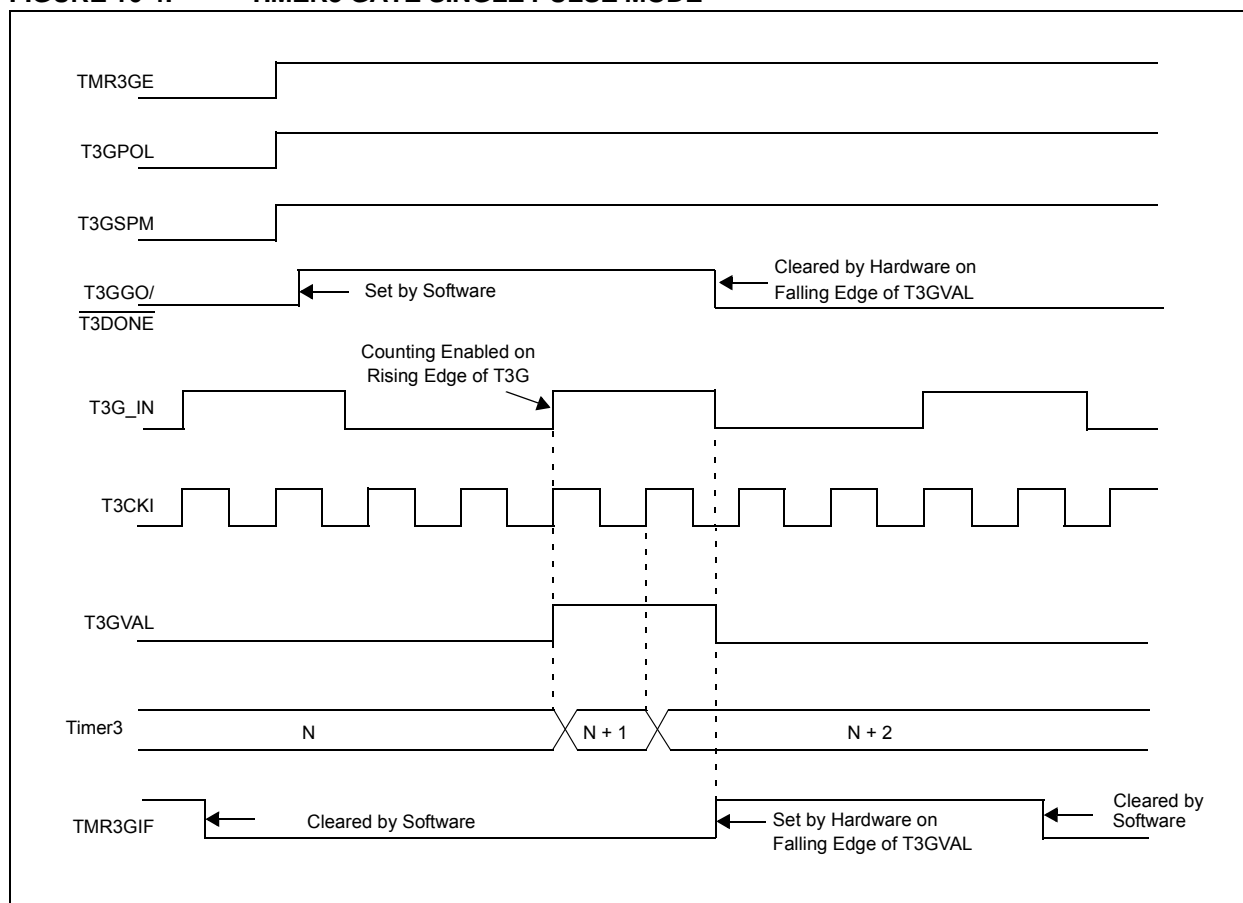 TMR3GE
T3GPOL
T3GSPM
T3GGO/
T3DONE
Set by Software
Cleared by Hardware on
Falling Edge of T3GVAL
Counting Enabled on
Rising Edge of T3G
T3G_IN
T3CKI
T3GVAL
Timer3
N
N + 1
N + 2
TMR3GIF
Cleared by Software
Set by Hardware on
Falling Edge of T3GVAL
Cleared by
Software